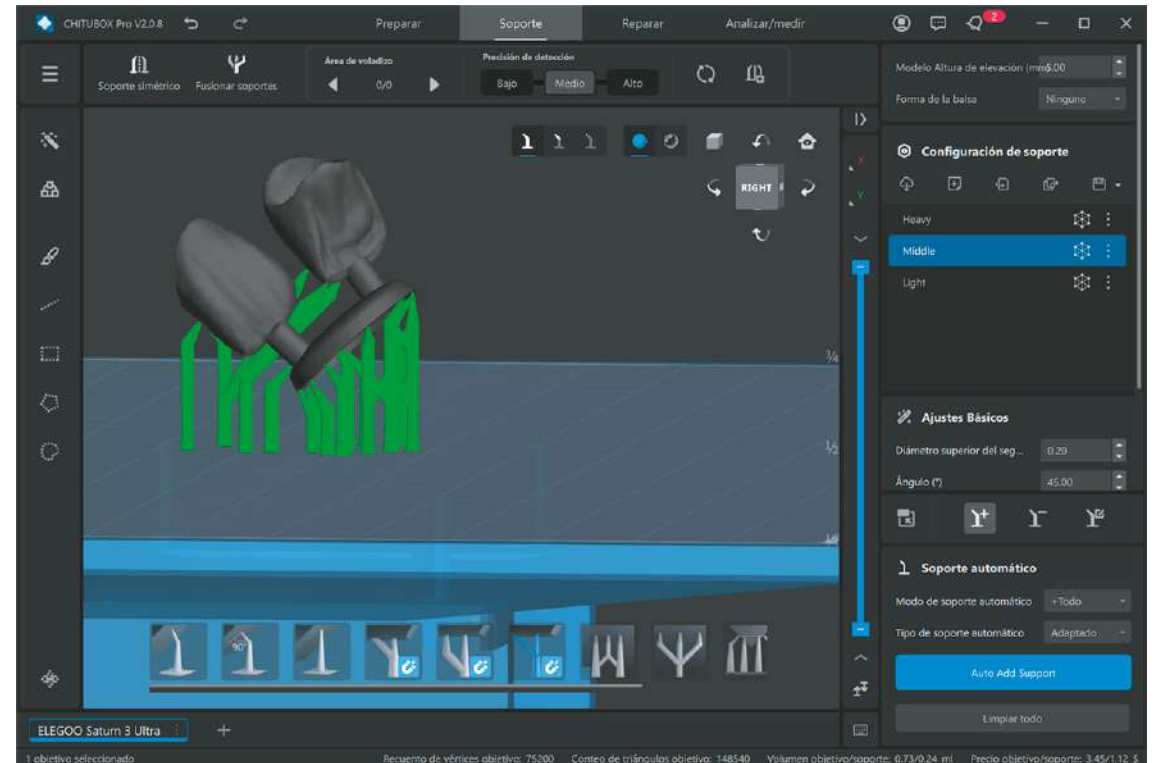 CHITUBOX Pro V2.0.8
Preparar
Soporte
Reparar
Analizar/medir
2
Soporte simétrico
Fusionar soportes
Area de voladizo
0/0
Precisión de detección
Bajo
Medio
Alto
Modelo Altura de elevación (mm5.00
Forma de la balsa
Ninguno
RIGHT
X
Y
Configuración de soporte
Heavy
Middle
Light
Ajustes Básicos
Diámetro superior del seg...
0.20
Ángulo (°)
45.00
Soporte automático
Modo de soporte automático
+Todo
Tipo de soporte automático
Adaptado
Auto Add Support
Limpiar todo
3/4
1/2
90°
ELEGOO Saturn 3 Ultra
1 objetivo seleccionado
Recuento de vértices objetivo: 75200
Conteo de triángulos objetivo: 148540
Volumen objetivo/soporte: 0.73/0.24 ml
Precio objetivo/soporte: 3.45/1.12 $